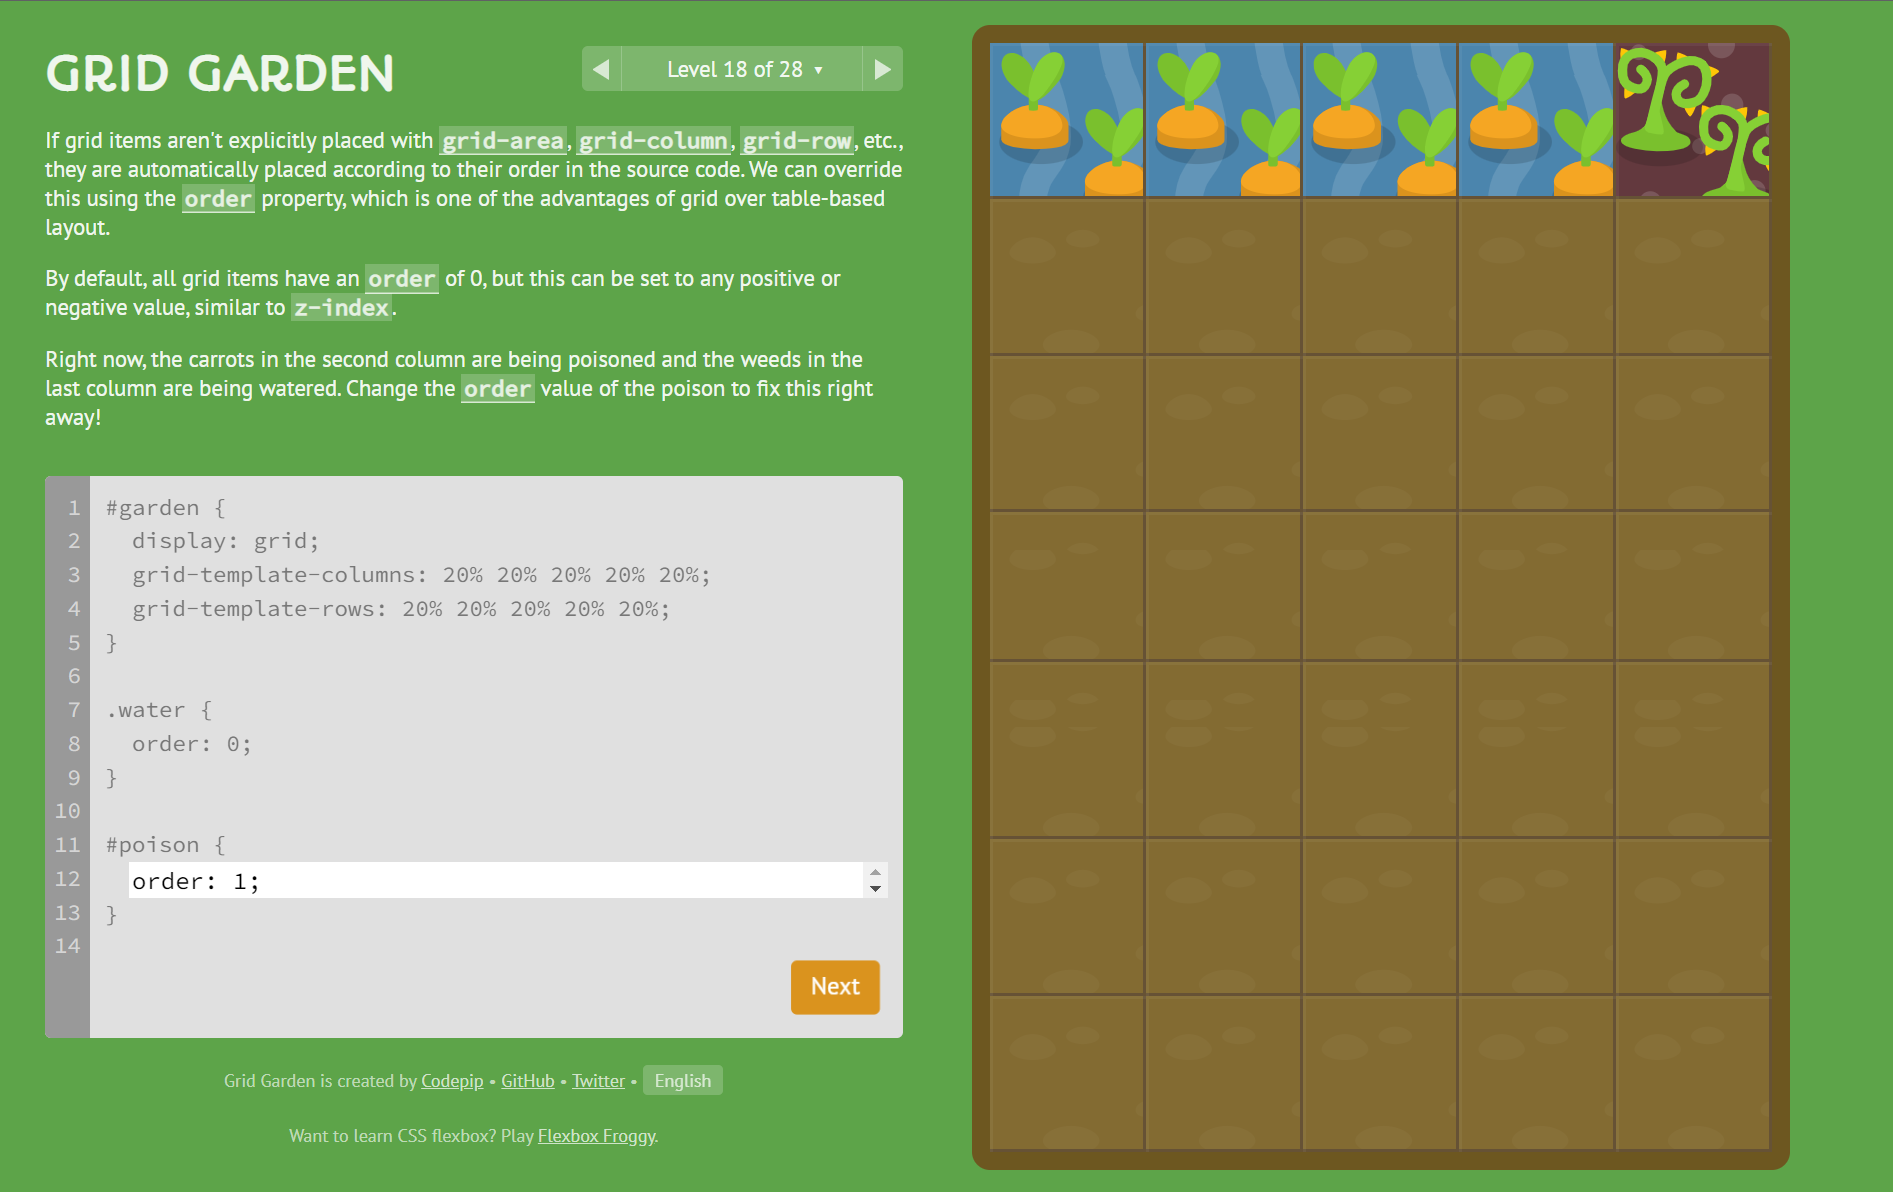 GRID GARDEN
Level 18 of 28 ▾
If grid items aren't explicitly placed with grid-area, grid-column, grid-row, etc.,
they are automatically placed according to their order in the source code. We can override
this using the order property, which is one of the advantages of grid over table-based
layout.
By default, all grid items have an order of 0, but this can be set to any positive or
negative value, similar to z-index.
Right now, the carrots in the second column are being poisoned and the weeds in the
last column are being watered. Change the order value of the poison to fix this right
away!
1 #garden {
2 display: grid;
3 grid-template-columns: 20% 20% 20% 20% 20%;
4 grid-template-rows: 20% 20% 20% 20% 20%;
5 }
6
7 .water {
8 order: 0;
9 }
10
11 #poison {
12 order: 1;
13 }
14
Next
Grid Garden is created by Codepip • GitHub • Twitter • English
Want to learn CSS flexbox? Play Flexbox Froggy.